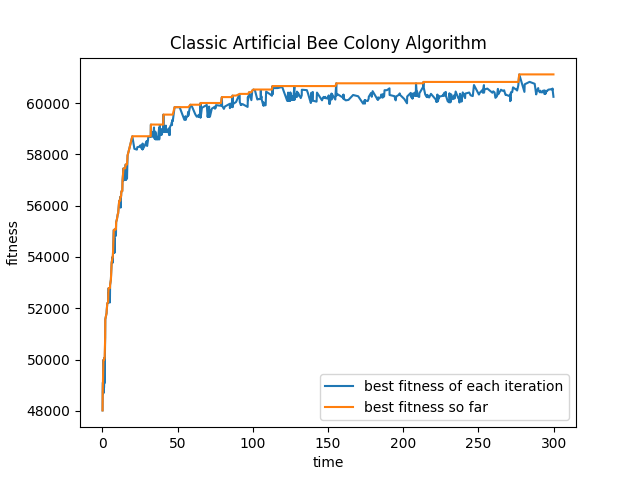 Classic Artificial Bee Colony Algorithm
fitness
60000
58000
56000
54000
52000
50000
48000
0 50 100 150 200 250 300
time
best fitness of each iteration
best fitness so far